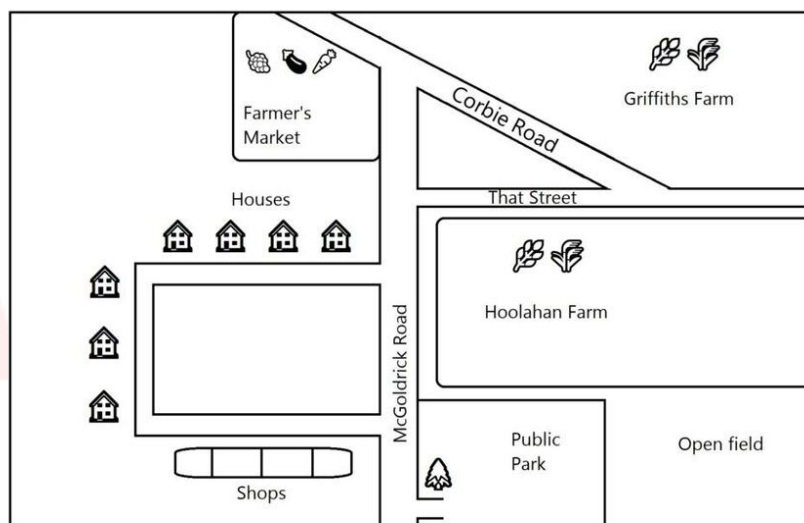 Farmer's
Market
Corbie Road
Griffiths Farm
Houses
That Street
McGoldrick Road
Hoolahan Farm
Public
Park
Open field
Shops